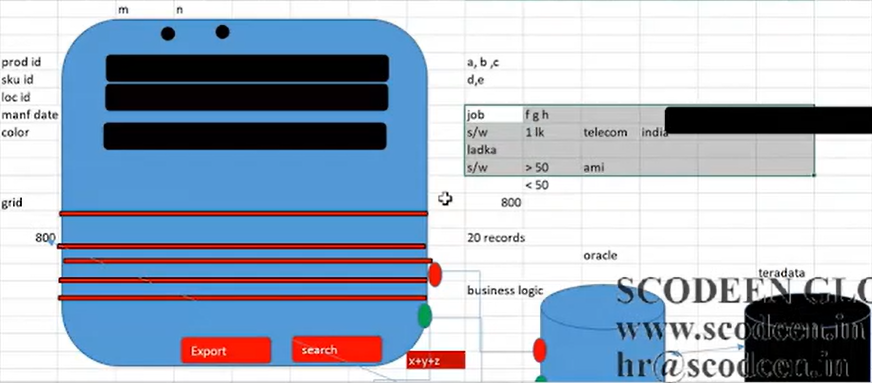 m n
prod id
sku id
loc id
manf date
color
grid
800
Export
search
x+y+z
a, b ,c
d,e
job f g h
s/w 1 lk telecom india
ladka
s/w > 50 ami
< 50
800
20 records
oracle
teradata
business logic
SCODEEN GLO
www.scodeen.in
hr@scodeen.in